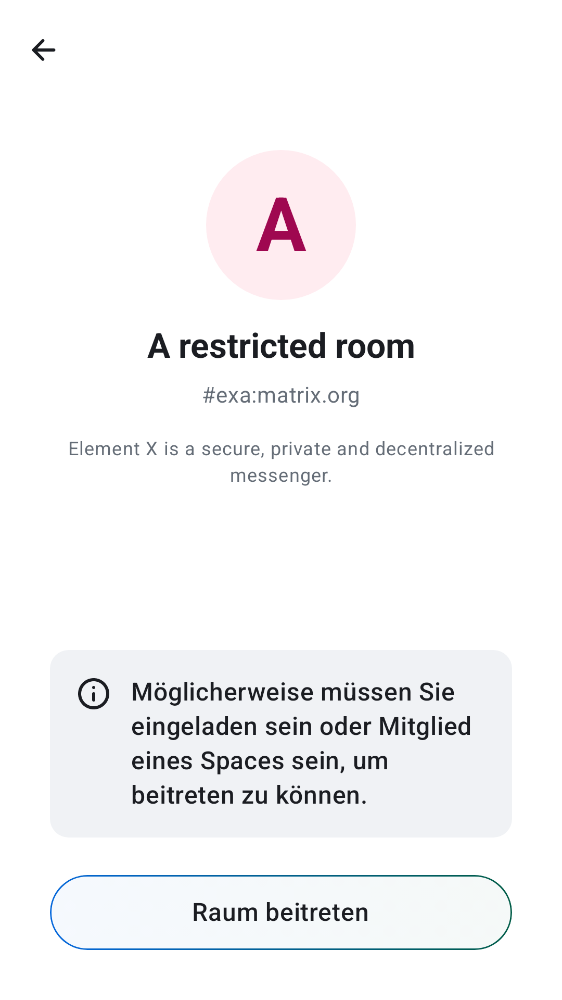 A
A restricted room
#exa:matrix.org
Element X is a secure, private and decentralized
messenger.
Möglicherweise müssen Sie
eingeladen sein oder Mitglied
eines Spaces sein, um
beitreten zu können.
Raum beitreten